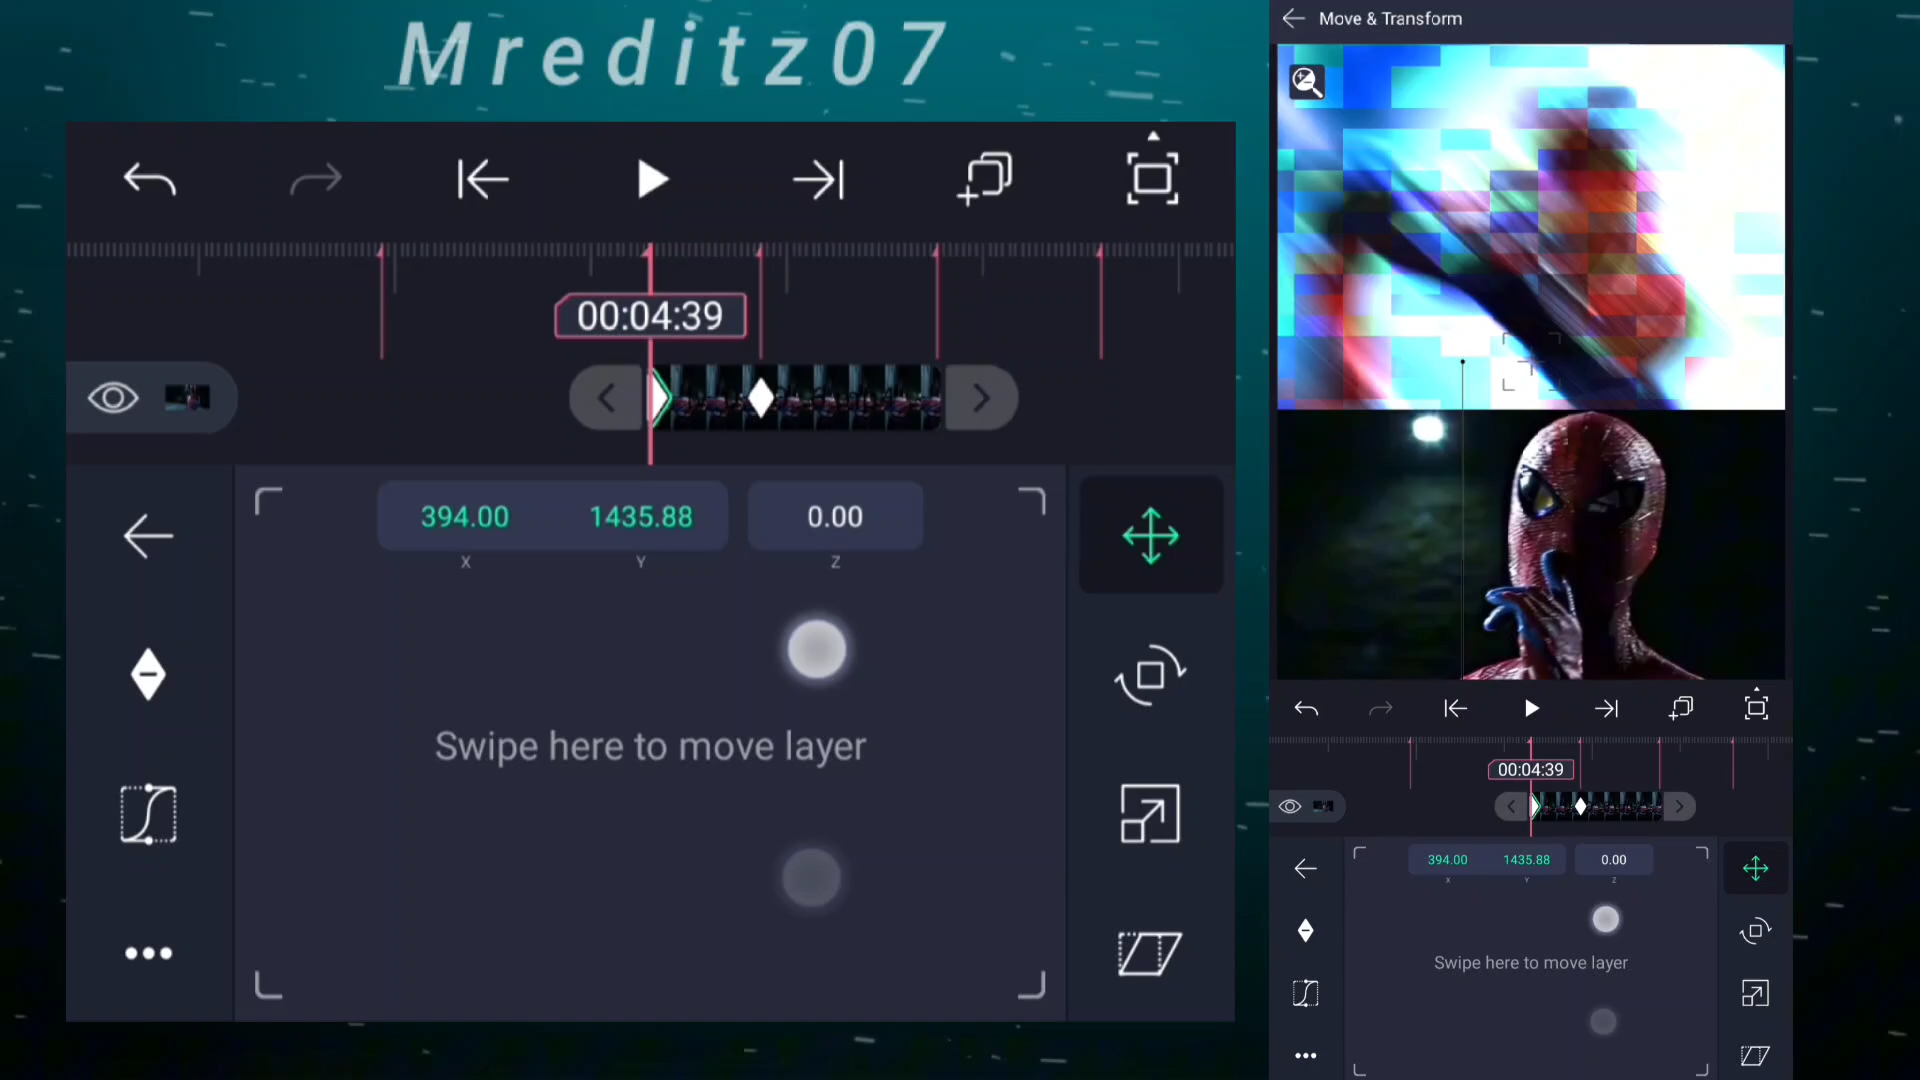 Mreditz07
00:04:39
394.00 1435.88 0.00
X Y Z
Swipe here to move layer
Move & Transform
00:04:39
394.00 1435.88 0.00
X Y Z
Swipe here to move layer